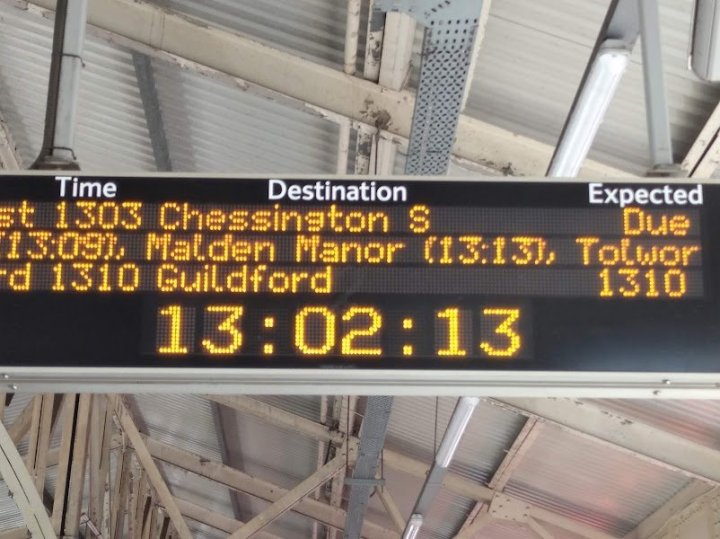 Time Destination Expected
st 1303 Chessington S Due
(13:09), Malden Manor (13:13), Tolwor
rd 1310 Guildford 1310
13:02:13